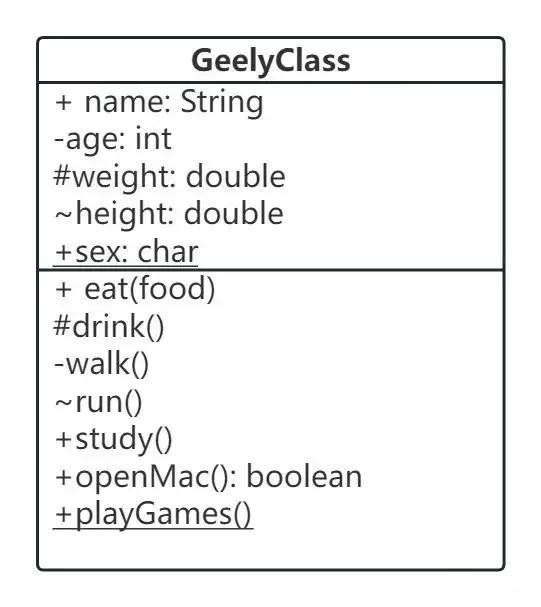 GeelyClass
+ name: String
-age: int
#weight: double
~height: double
+sex: char
+ eat(food)
#drink()
-walk()
~run()
+study()
+openMac(): boolean
+playGames()